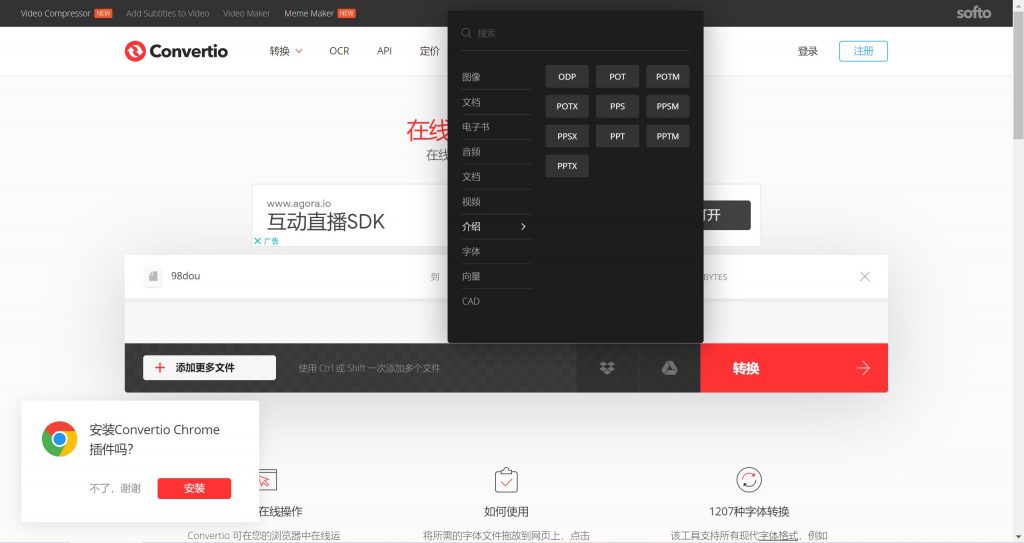 Video Compressor NEW Add Subtitles to Video Video Maker Meme Maker NEW softo
Convertio 转换 OCR API 定价 登录 注册
搜索
图像
文档
电子书
音频
文档
视频
介绍
字体
向量
CAD
ODP POT POTM
POTX PPS PPSM
PPSX PPT PPTM
PPTX
在线
在线
www.agora.io
互动直播SDK
打开
广告
98dou 到 BYTES
添加更多文件 使用 Ctrl 或 Shift 一次添加多个文件 转换
安装Convertio Chrome
插件吗?
不了，谢谢 安装
在线操作
Convertio 可在您的浏览器中在线运
如何使用
将所需的字体文件拖放到网页上，点击
1207种字体转换
该工具支持所有现代字体格式，例如